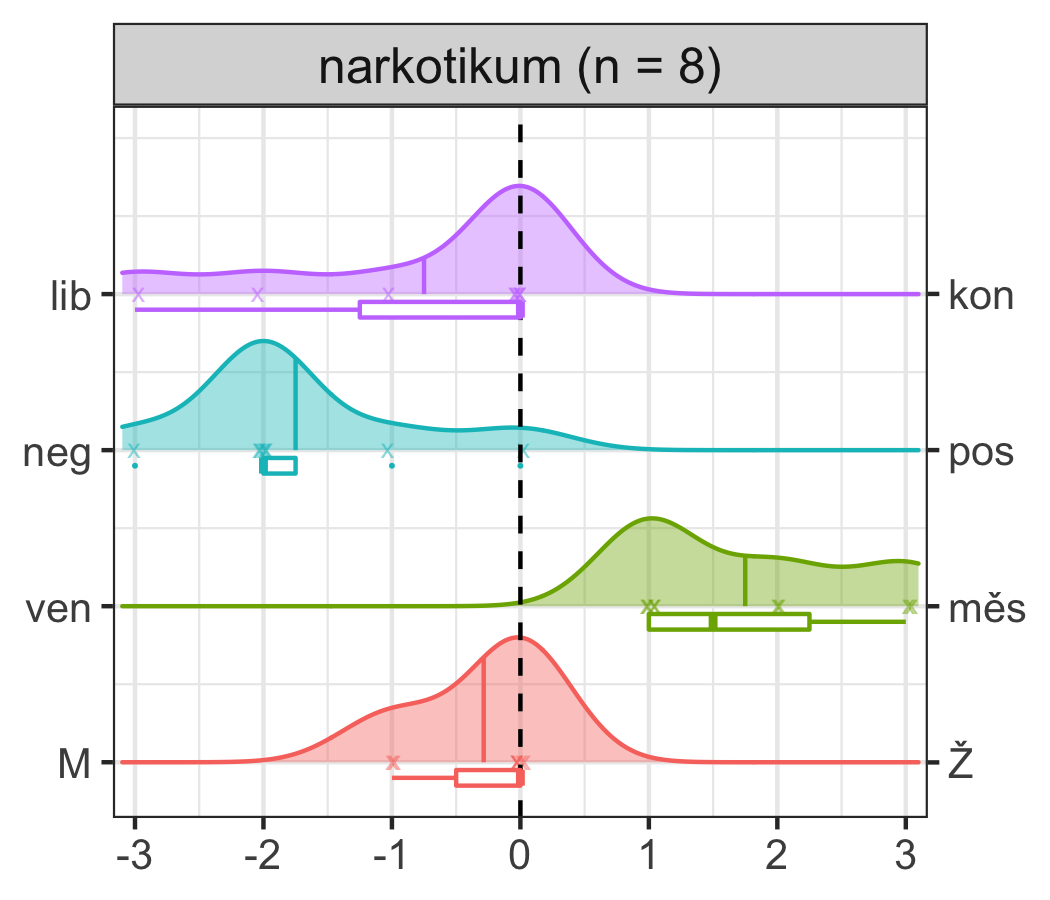 narkotikum (n = 8)
lib kon
neg pos
ven měs
M Ž
-3 -2 -1 0 1 2 3